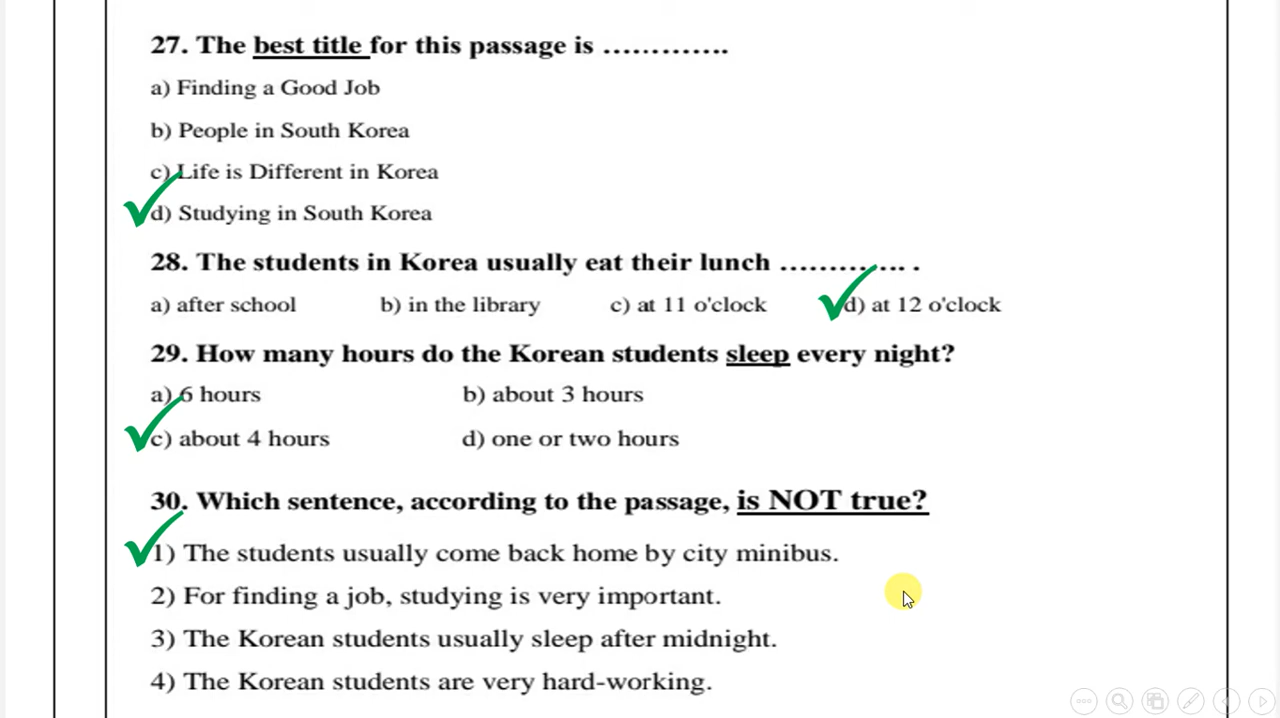 27. The best title for this passage is .............
a) Finding a Good Job
b) People in South Korea
c) Life is Different in Korea
d) Studying in South Korea
28. The students in Korea usually eat their lunch ............. .
a) after school b) in the library c) at 11 o'clock d) at 12 o'clock
29. How many hours do the Korean students sleep every night?
a) 6 hours b) about 3 hours
c) about 4 hours d) one or two hours
30. Which sentence, according to the passage, is NOT true?
1) The students usually come back home by city minibus.
2) For finding a job, studying is very important.
3) The Korean students usually sleep after midnight.
4) The Korean students are very hard-working.